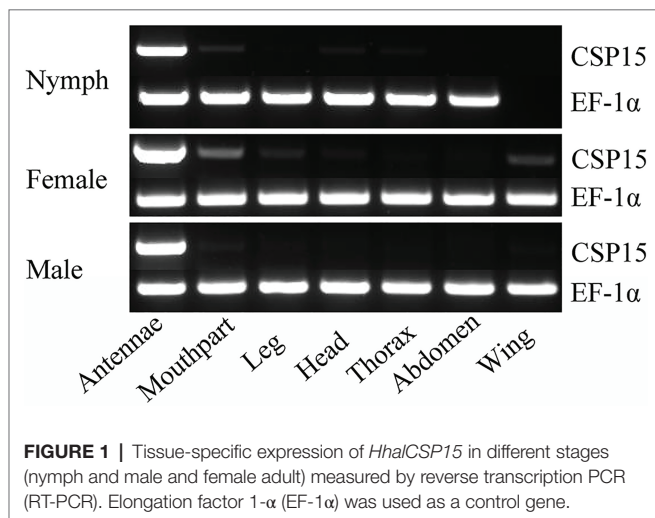 Nymph
CSP15
EF-1α
Female
CSP15
EF-1α
Male
CSP15
EF-1α
Antennae
Mouthpart
Leg
Head
Thorax
Abdomen
Wing
FIGURE 1 | Tissue-specific expression of HhalCSP15 in different stages
(nymph and male and female adult) measured by reverse transcription PCR
(RT-PCR). Elongation factor 1-α (EF-1α) was used as a control gene.